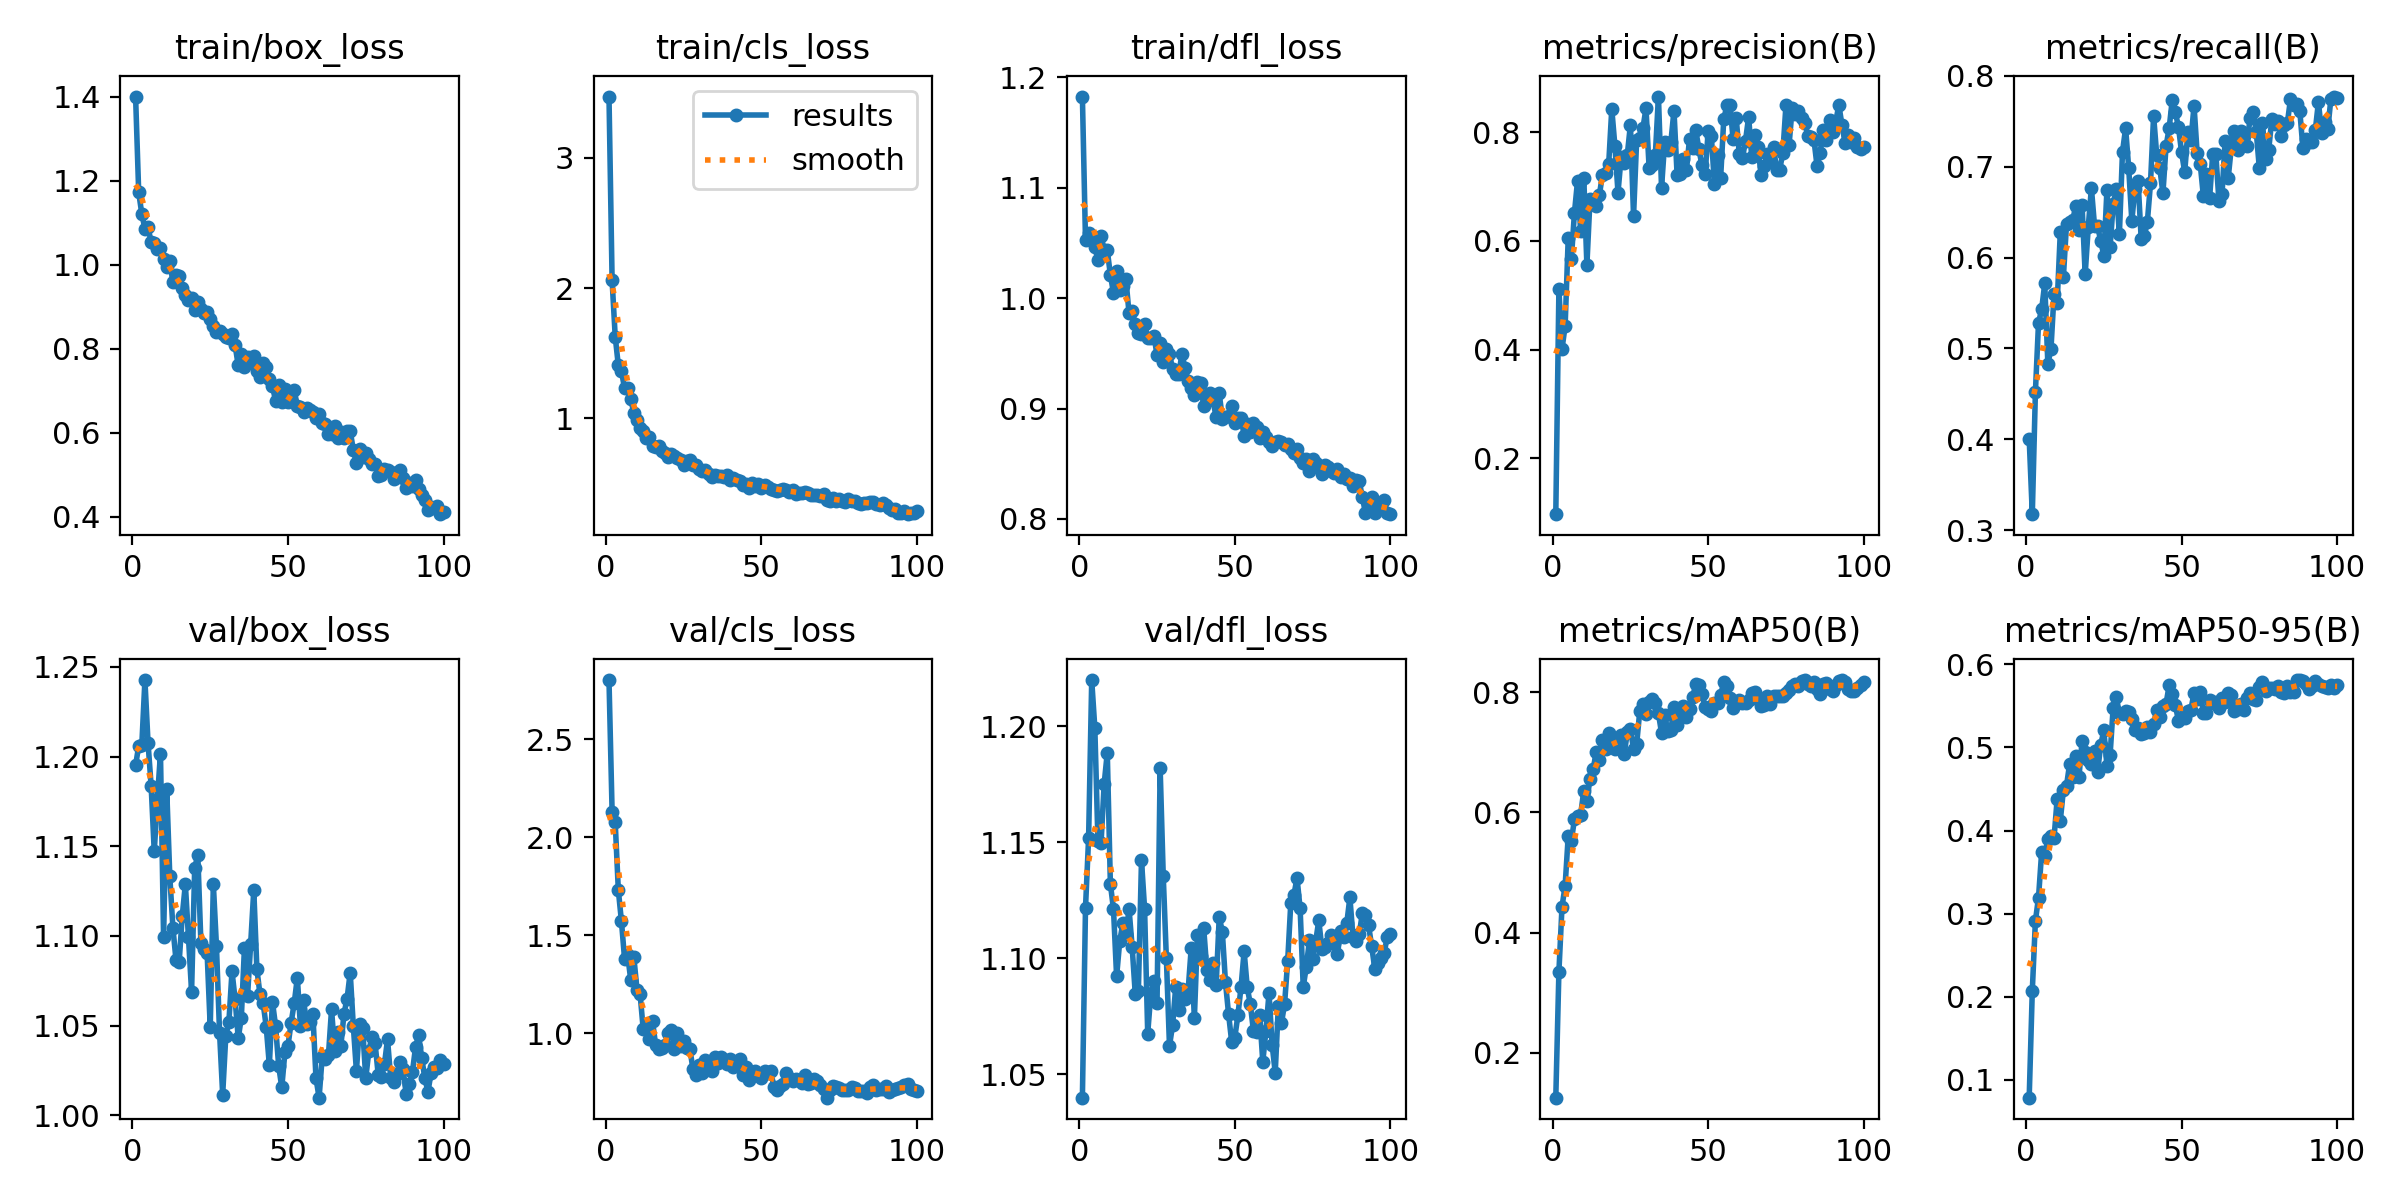 train/box_loss
1.4
1.2
1.0
0.8
0.6
0.4
0 50 100
train/cls_loss
results
smooth
3
2
1
0 50 100
train/dfl_loss
1.2
1.1
1.0
0.9
0.8
0 50 100
metrics/precision(B)
0.8
0.6
0.4
0.2
0 50 100
metrics/recall(B)
0.8
0.7
0.6
0.5
0.4
0.3
0 50 100
val/box_loss
1.25
1.20
1.15
1.10
1.05
1.00
0 50 100
val/cls_loss
2.5
2.0
1.5
1.0
0 50 100
val/dfl_loss
1.20
1.15
1.10
1.05
0 50 100
metrics/mAP50(B)
0.8
0.6
0.4
0.2
0 50 100
metrics/mAP50-95(B)
0.6
0.5
0.4
0.3
0.2
0.1
0 50 100